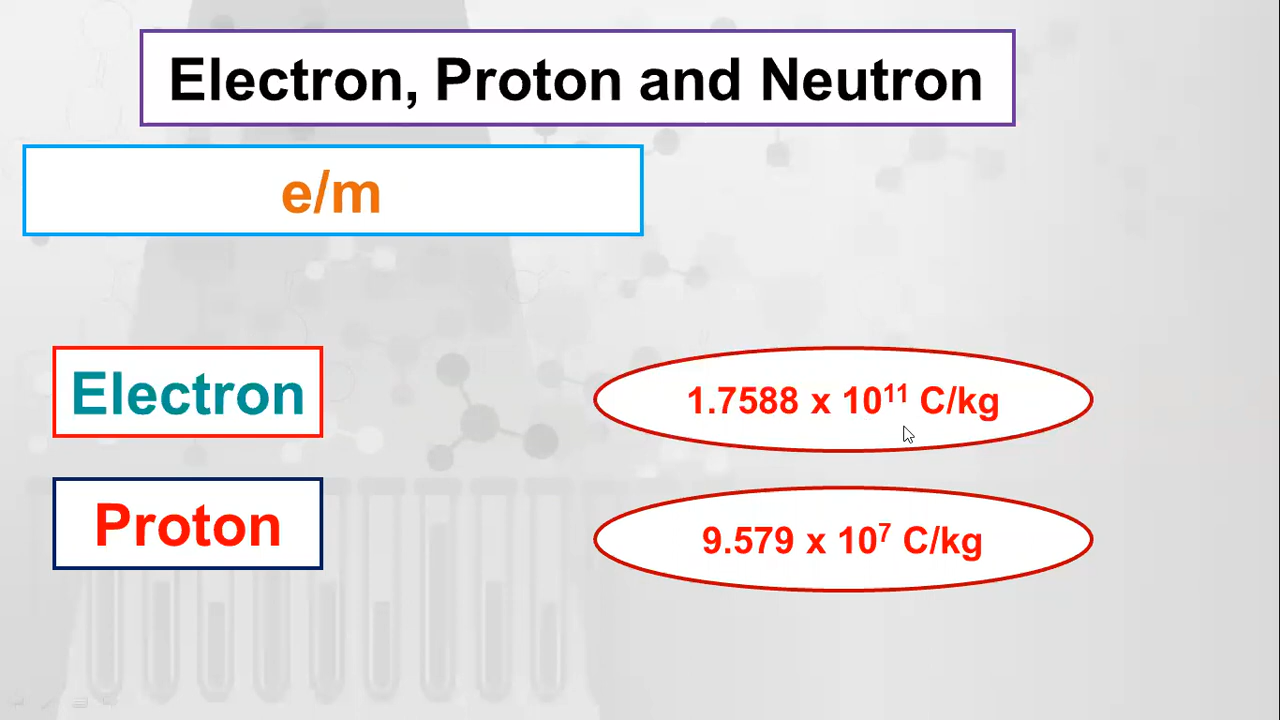 Electron, Proton and Neutron
e/m
Electron
1.7588 x 10¹¹ C/kg
Proton
9.579 x 10⁷ C/kg